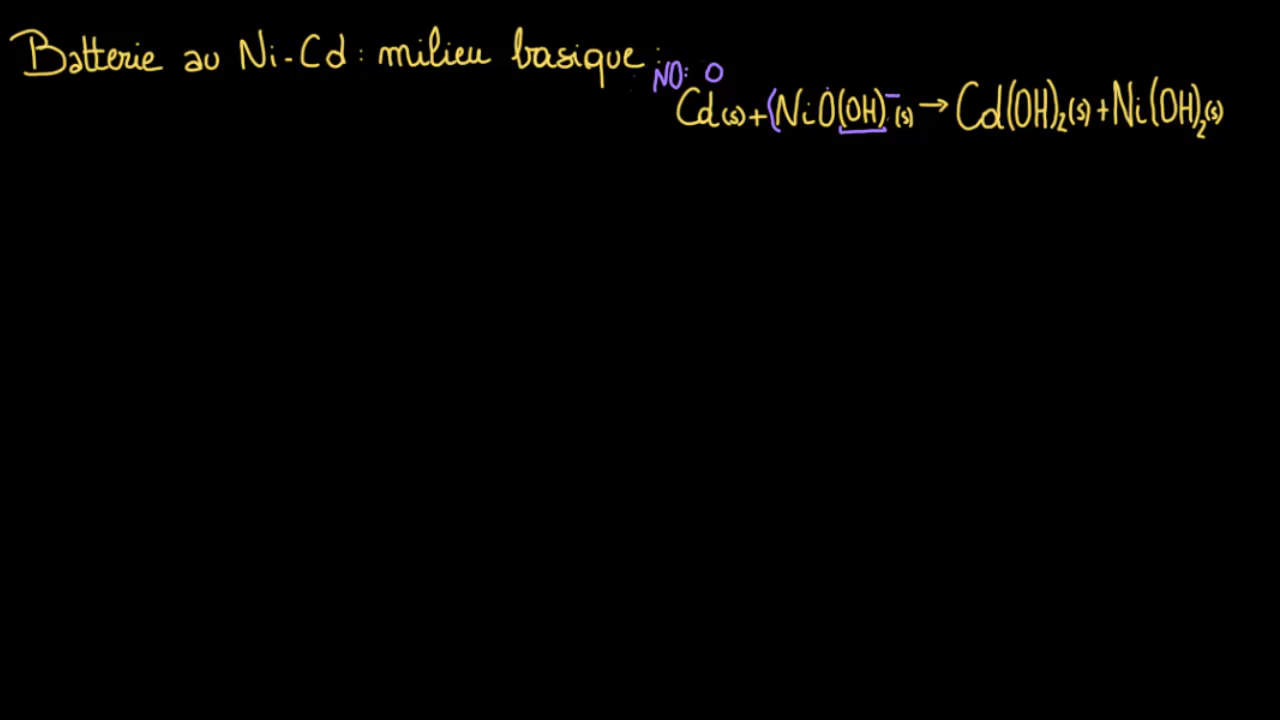 Batterie au Ni-Cd : milieu basique :
NO: 0
Cd(s) + (NiO(OH)⁻(s) → Cd(OH)₂(s) + Ni(OH)₂(s)